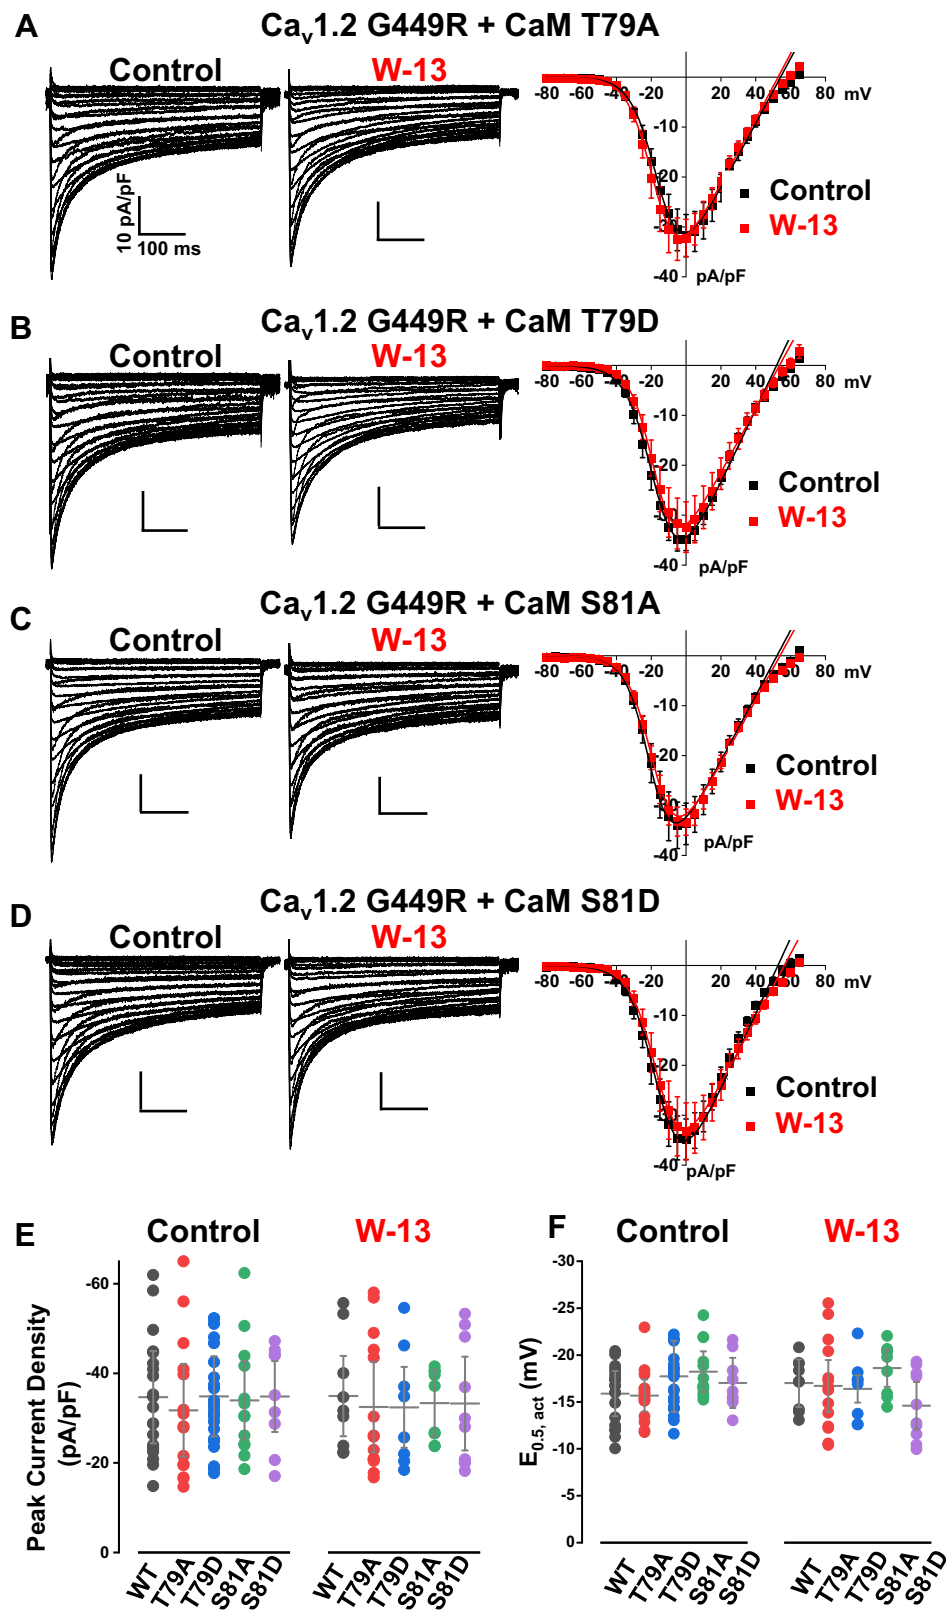 A
Cav1.2 G449R + CaM T79A
Control
W-13
10 pA/pF
100 ms
-80 -60 -40 -20 20 40 60 80 mV
-10
-20
-30
-40
pA/pF
Control
W-13
B
Cav1.2 G449R + CaM T79D
Control
W-13
-80 -60 -40 -20 20 40 60 80 mV
-10
-20
-30
-40
pA/pF
Control
W-13
C
Cav1.2 G449R + CaM S81A
Control
W-13
-80 -60 -40 -20 20 40 60 80 mV
-10
-20
-30
-40
pA/pF
Control
W-13
D
Cav1.2 G449R + CaM S81D
Control
W-13
-80 -60 -40 -20 20 40 60 80 mV
-10
-20
-30
-40
pA/pF
Control
W-13
E
Control
W-13
Peak Current Density
(pA/pF)
-60
-40
-20
0
WT T79A T79D S81A S81D
WT T79A T79D S81A S81D
F
Control
W-13
E0.5, act (mV)
-30
-25
-20
-15
-10
-5
0
WT T79A T79D S81A S81D
WT T79A T79D S81A S81D